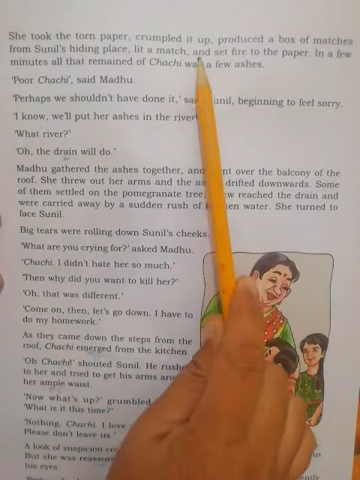 She took the torn paper, crumpled it up, produced a box of matches
from Sunil's hiding place, lit a match, and set fire to the paper. In a few
minutes all that remained of Chachi was a few ashes.
'Poor Chachi', said Madhu.
'Perhaps we shouldn't have done it,' said Sunil, beginning to feel sorry.
'I know, we'll put her ashes in the river
'What river?'
'Oh, the drain will do.'
Madhu gathered the ashes together, and nt over the balcony of the
roof. She threw out her arms and the as drifted downwards. Some
of them settled on the pomegranate tree, w reached the drain and
were carried away by a sudden rush of k en water. She turned to
face Sunil.
Big tears were rolling down Sunil's cheeks.
'What are you crying for?' asked Madhu.
'Chachi. I didn't hate her so much.'
'Then why did you want to kill her?'
'Oh, that was different.'
'Come on, then, let's go down. I have to
do my homework.'
As they came down the steps from the
roof, Chachi emerged from the kitchen.
'Oh Chachi!' shouted Sunil. He rushe
to her and tried to get his arms aroun
her ample waist.
'Now what's up?' grumbled
'What is it this time?'
'Nothing, Chachi. I love
Please don't leave us.'
A look of suspicion cr in
But she was reassur
his eyes.